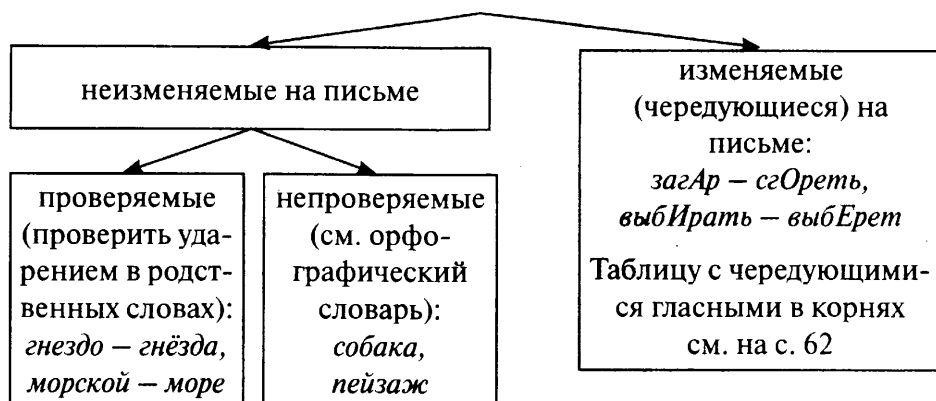 неизменяемые на письме
изменяемые
(чередующиеся) на
письме:
загАр – сгОреть,
выбИрать – выбЕрет
Таблицу с чередующими-
ся гласными в корнях
см. на с. 62
проверяемые
(проверить уда-
рением в родст-
венных словах):
гнездо – гнёзда,
морской – море
непроверяемые
(см. орфо-
графический
словарь):
собака,
пейзаж